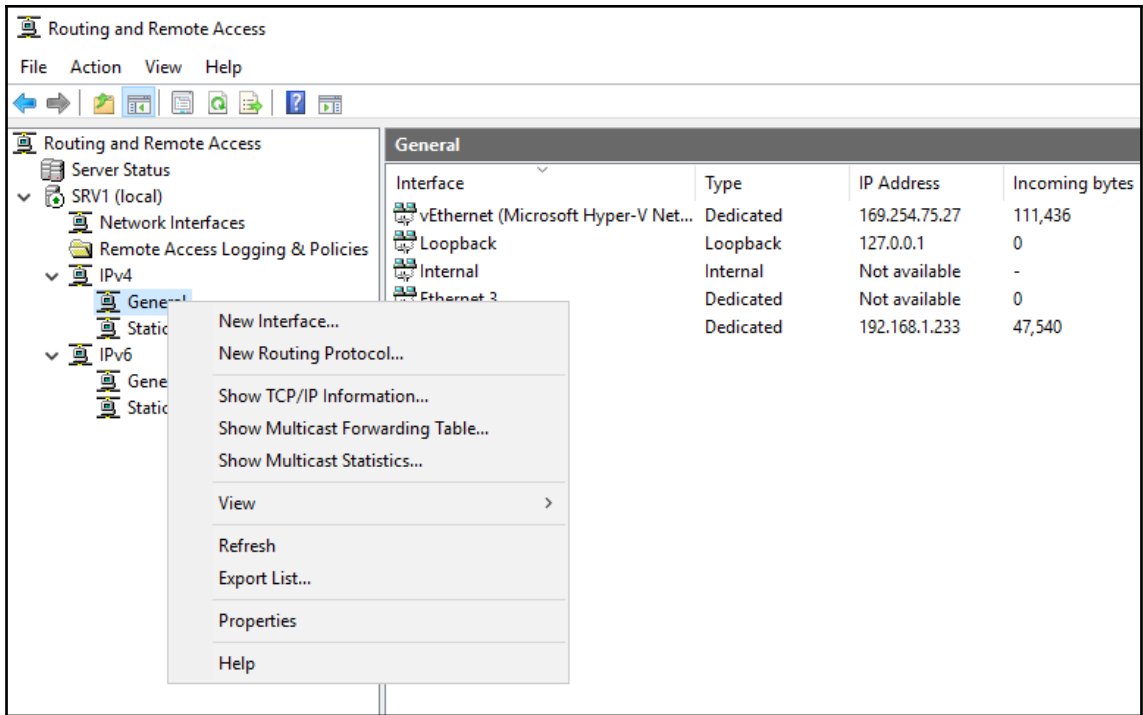 Routing and Remote Access
File Action View Help
Routing and Remote Access
Server Status
SRV1 (local)
Network Interfaces
Remote Access Logging & Policies
IPv4
General
Static
IPv6
Gene
Static
General
Interface Type IP Address Incoming bytes
vEthernet (Microsoft Hyper-V Net... Dedicated 169.254.75.27 111,436
Loopback Loopback 127.0.0.1 0
Internal Internal Not available -
Ethernet 3 Dedicated Not available 0
Dedicated 192.168.1.233 47,540
New Interface...
New Routing Protocol...
Show TCP/IP Information...
Show Multicast Forwarding Table...
Show Multicast Statistics...
View
Refresh
Export List...
Properties
Help